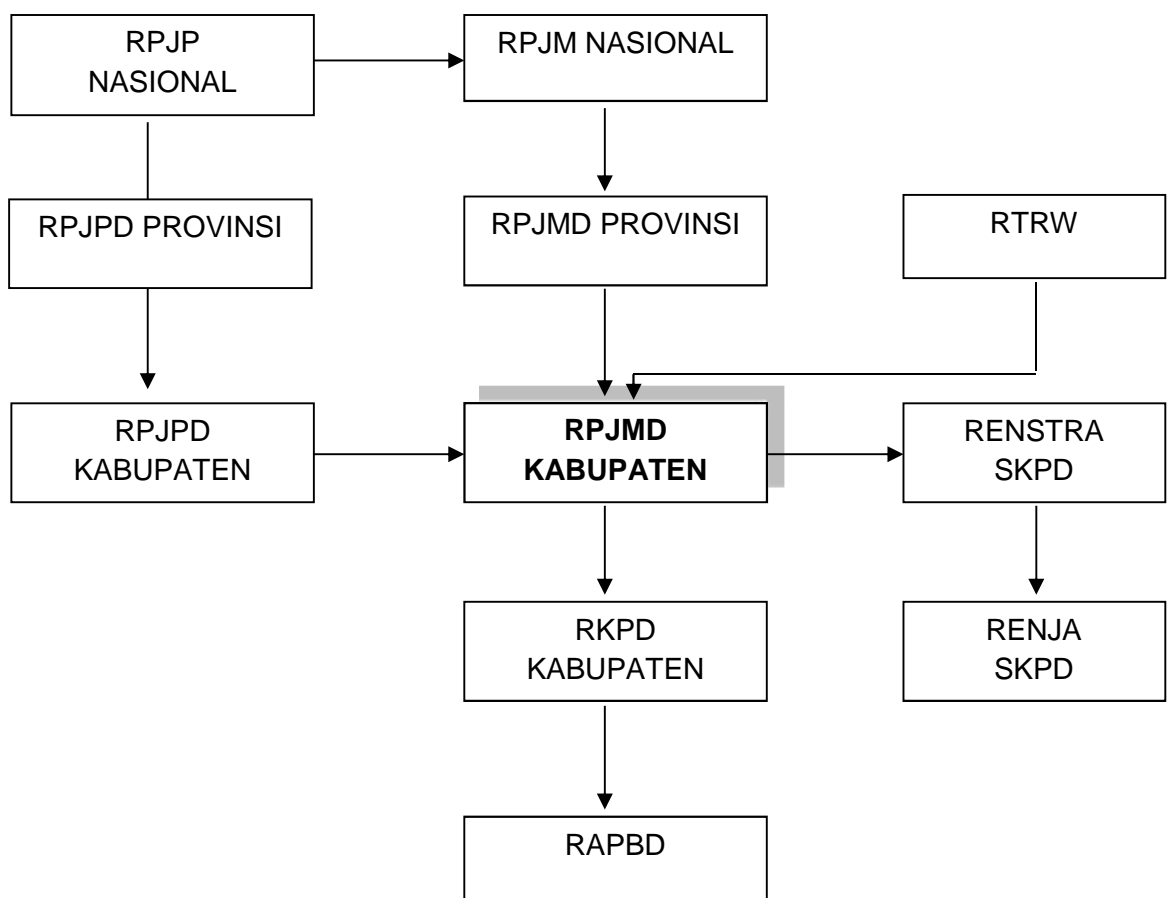 RPJP
NASIONAL
RPJM NASIONAL
RPJPD PROVINSI
RPJMD PROVINSI
RTRW
RPJPD
KABUPATEN
RPJMD
KABUPATEN
RENSTRA
SKPD
RKPD
KABUPATEN
RENJA
SKPD
RAPBD